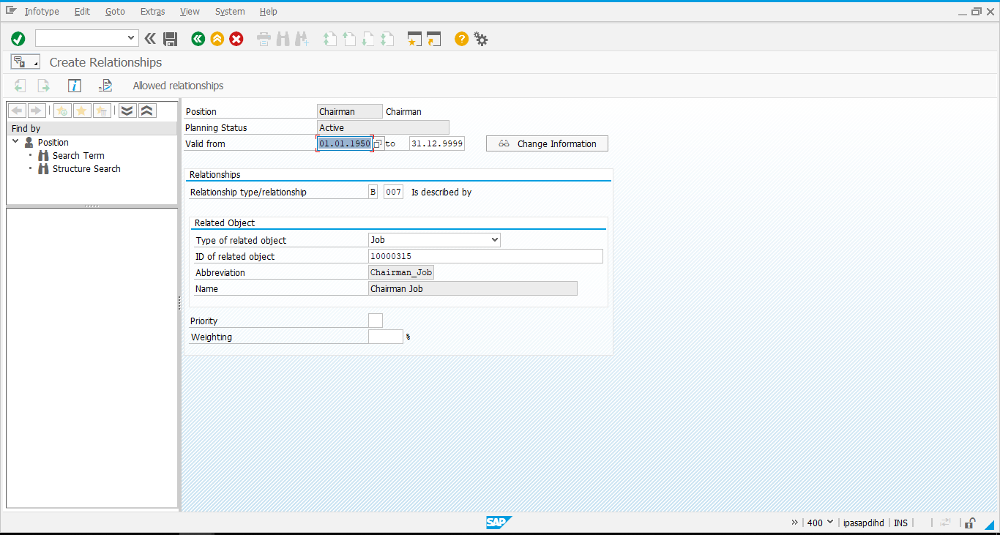 Infotype Edit Goto Extras View System Help
Create Relationships
Allowed relationships
Find by
Position
Search Term
Structure Search
Position Chairman Chairman
Planning Status Active
Valid from 01.01.1950 to 31.12.9999 Change Information
Relationships
Relationship type/relationship B 007 Is described by
Related Object
Type of related object Job
ID of related object 10000315
Abbreviation Chairman_Job
Name Chairman Job
Priority
Weighting %
SAP
400 ipasapdihd INS